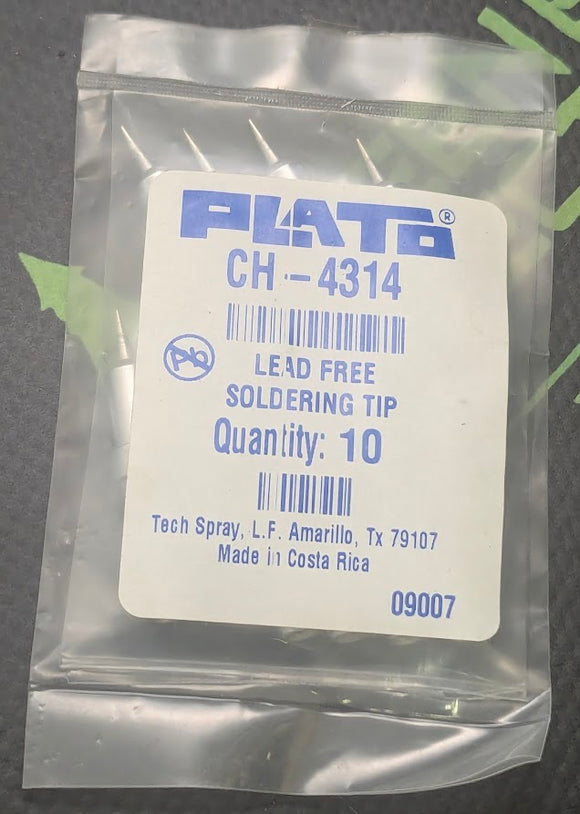 PLATO®
CH-4314
Pb
LEAD FREE
SOLDERING TIP
Quantity: 10
Tech Spray, L.F. Amarillo, Tx 79107
Made in Costa Rica
09007